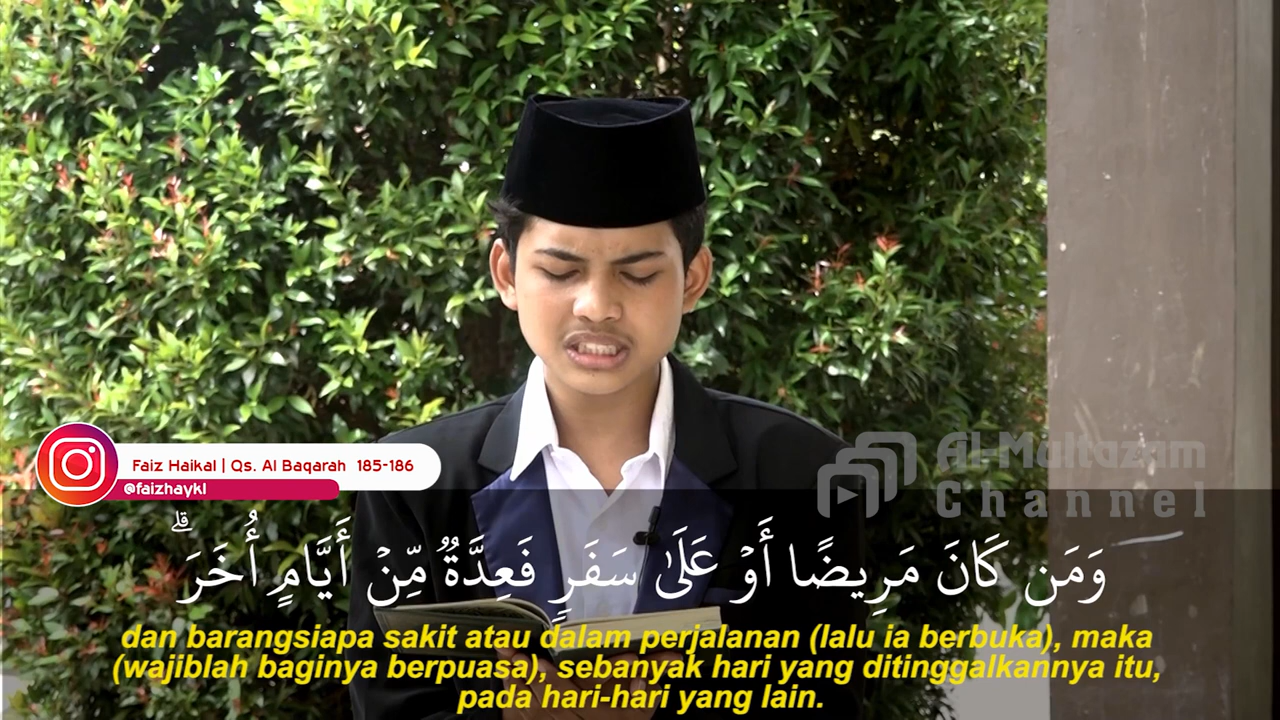 Faiz Haikal | Qs. Al Baqarah 185-186
@faizhaykl
Al-Multazam
Channel
وَمَن كَانَ مَرِيضًا أَوْ عَلَىٰ سَفَرٍ فَعِدَّةٌ مِّنْ أَيَّامٍ أُخَرَ ۗ
dan barangsiapa sakit atau dalam perjalanan (lalu ia berbuka), maka
(wajiblah baginya berpuasa), sebanyak hari yang ditinggalkannya itu,
pada hari-hari yang lain.